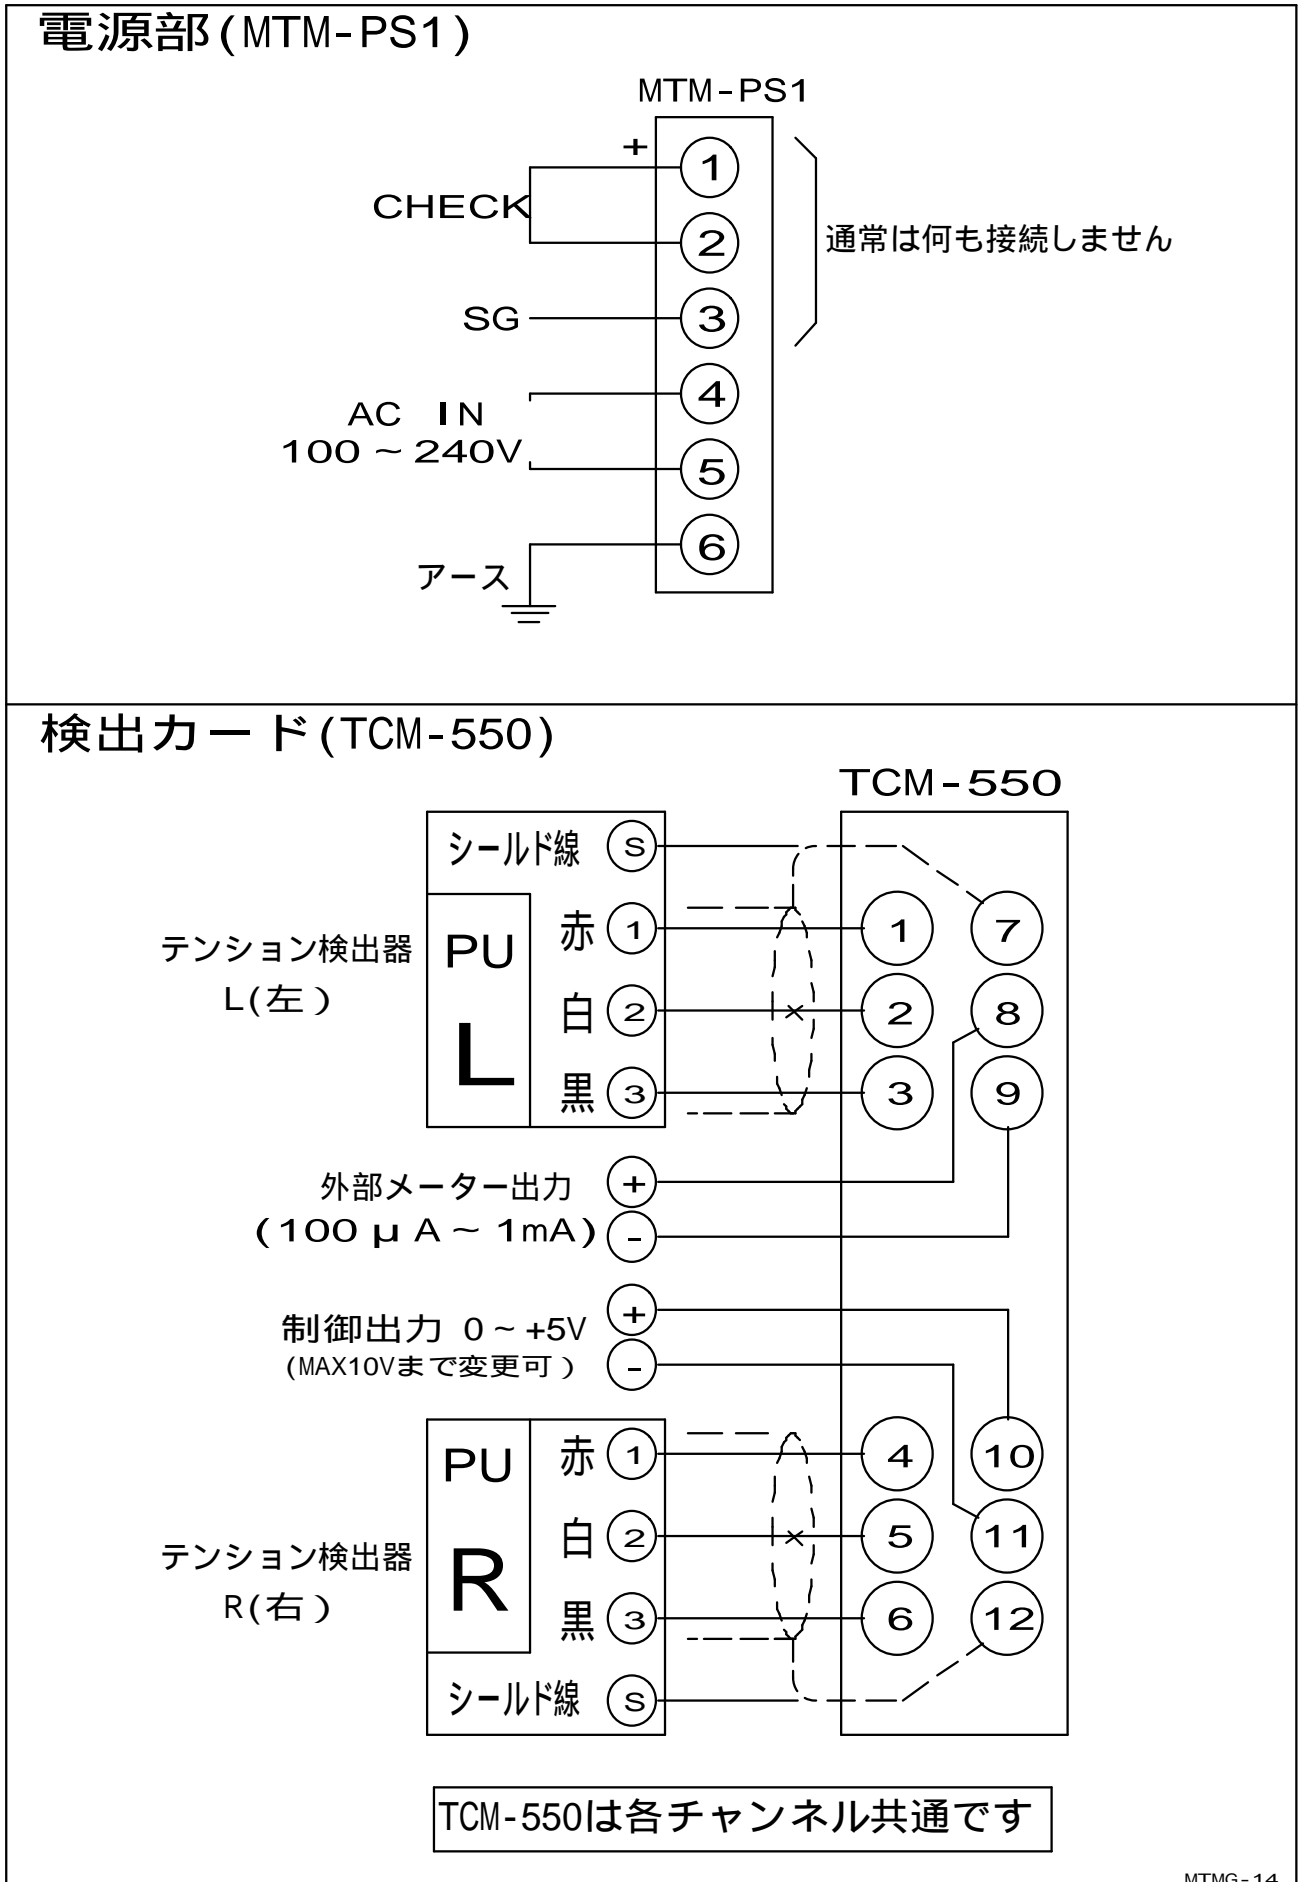 電源部(MTM-PS1)
MTM-PS1
+
1
CHECK
2
通常は何も接続しません
SG
3
4
AC IN
100～240V
5
6
アース
検出カード(TCM-550)
TCM-550
シールド線 S
テンション検出器
L(左)
PU
L
赤 1
白 2
黒 3
1 7
2 8
3 9
外部メーター出力
(100μA～1mA)
+
-
制御出力 0～+5V
(MAX10Vまで変更可)
+
-
テンション検出器
R(右)
PU
R
赤 1
白 2
黒 3
シールド線 S
4 10
5 11
6 12
TCM-550は各チャンネル共通です
MTMG-14